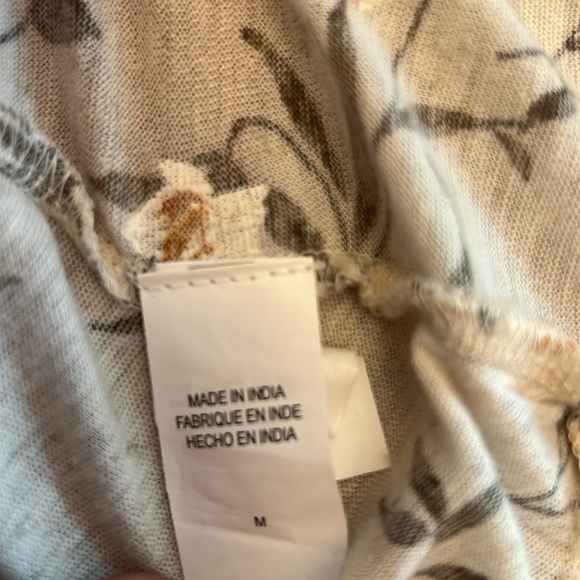 MADE IN INDIA
FABRIQUE EN INDE
HECHO EN INDIA
M